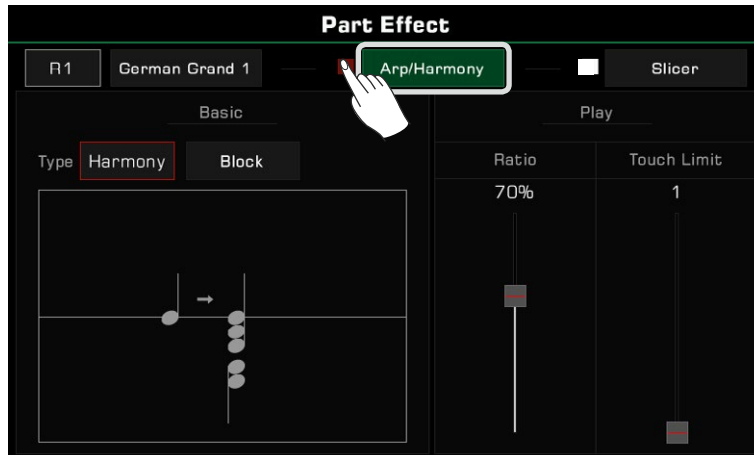 Part Effect
R1 German Grand 1 Arp/Harmony Slicer
Basic Play
Type Harmony Block Ratio Touch Limit
70% 1